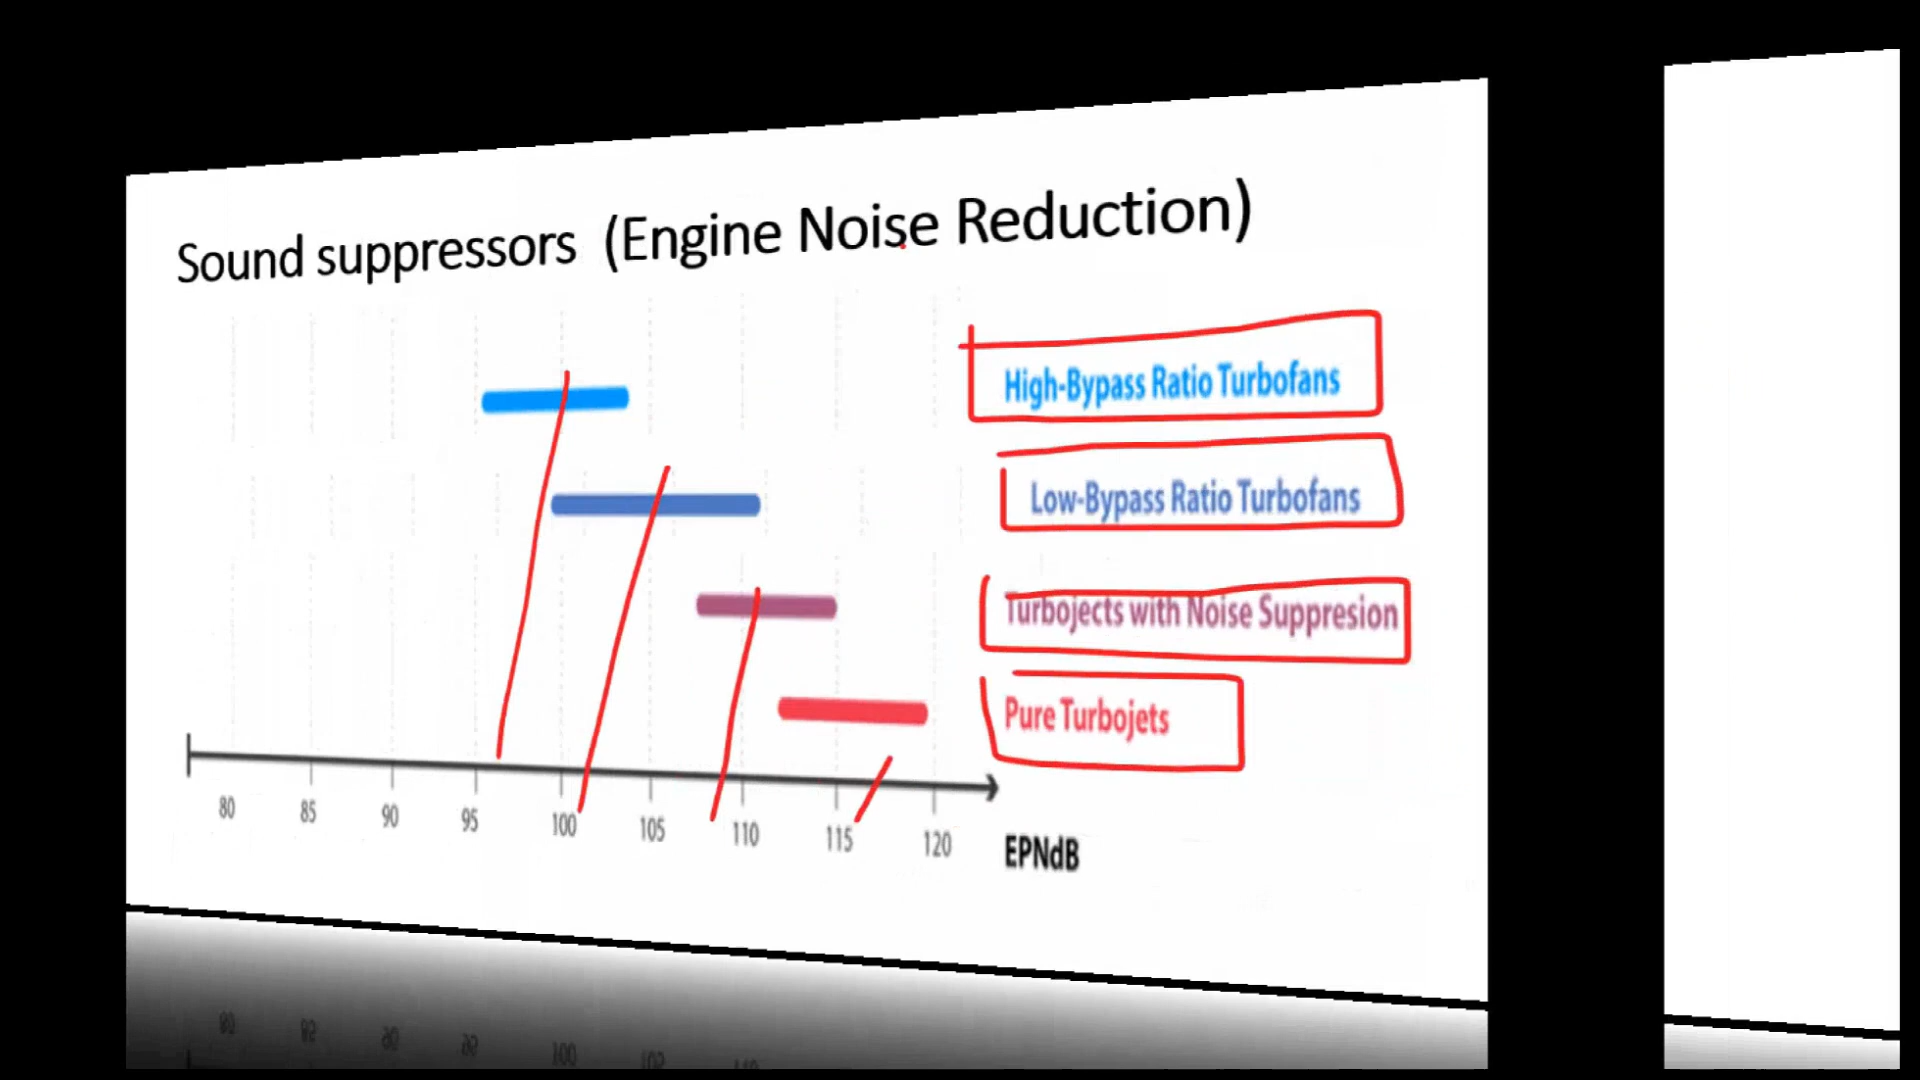 Sound suppressors (Engine Noise Reduction)
High-Bypass Ratio Turbofans
Low-Bypass Ratio Turbofans
Turbojects with Noise Suppresion
Pure Turbojets
80 85 90 95 100 105 110 115 120
EPNdB